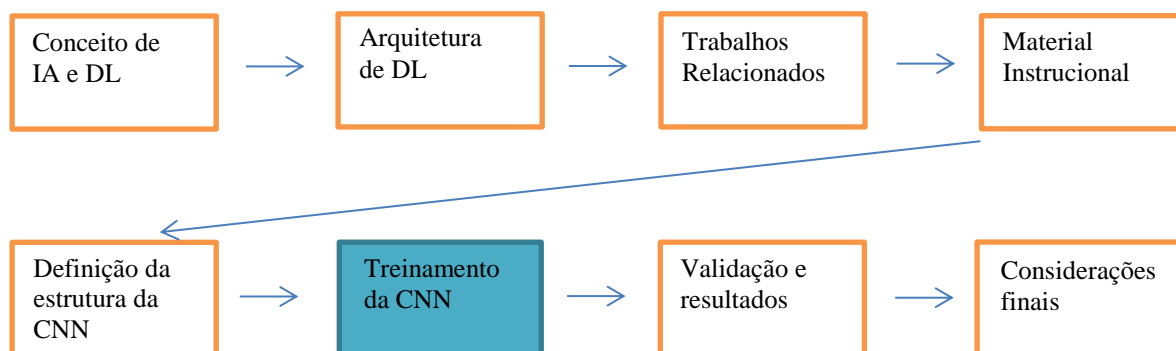 Conceito de
IA e DL
Arquitetura
de DL
Trabalhos
Relacionados
Material
Instrucional
Definição da
estrutura da
CNN
Treinamento
da CNN
Validação e
resultados
Considerações
finais